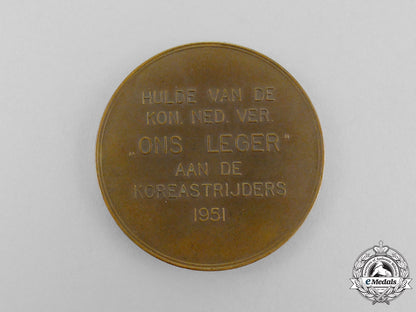 HULDE VAN DE
KON. NED. VER.
„ONS LEGER"
AAN DE
KOREASTRIJDERS
1951
eMedals